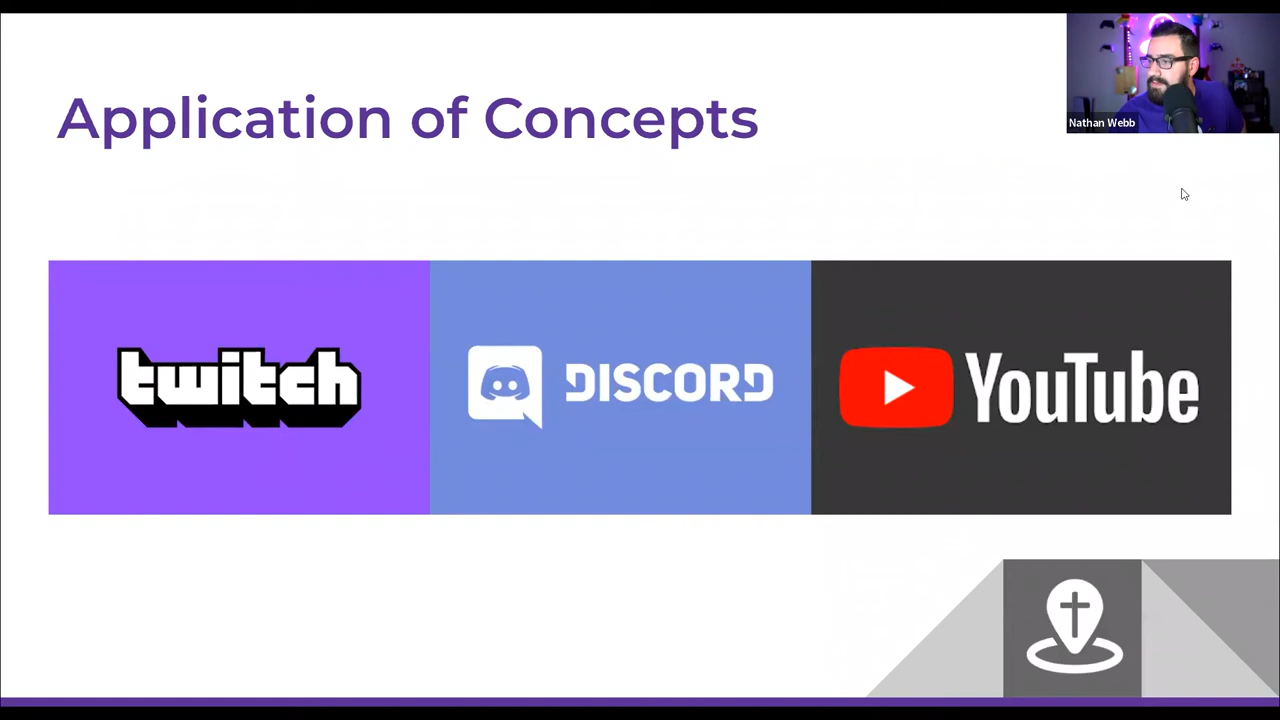 Application of Concepts
Nathan Webb
twitch
DISCORD
YouTube